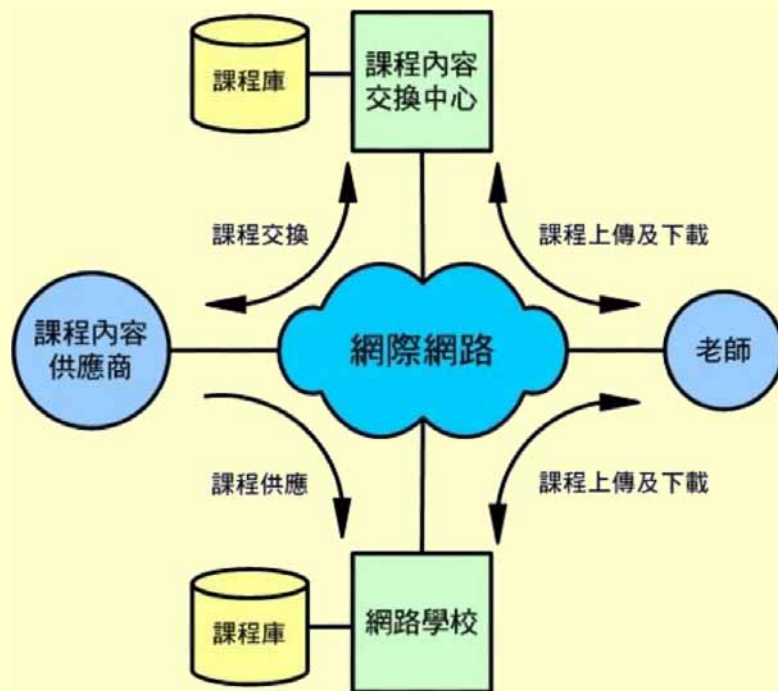 課程庫
課程內容
交換中心
課程交換
課程上傳及下載
課程內容
供應商
網際網路
老師
課程供應
課程上傳及下載
課程庫
網路學校